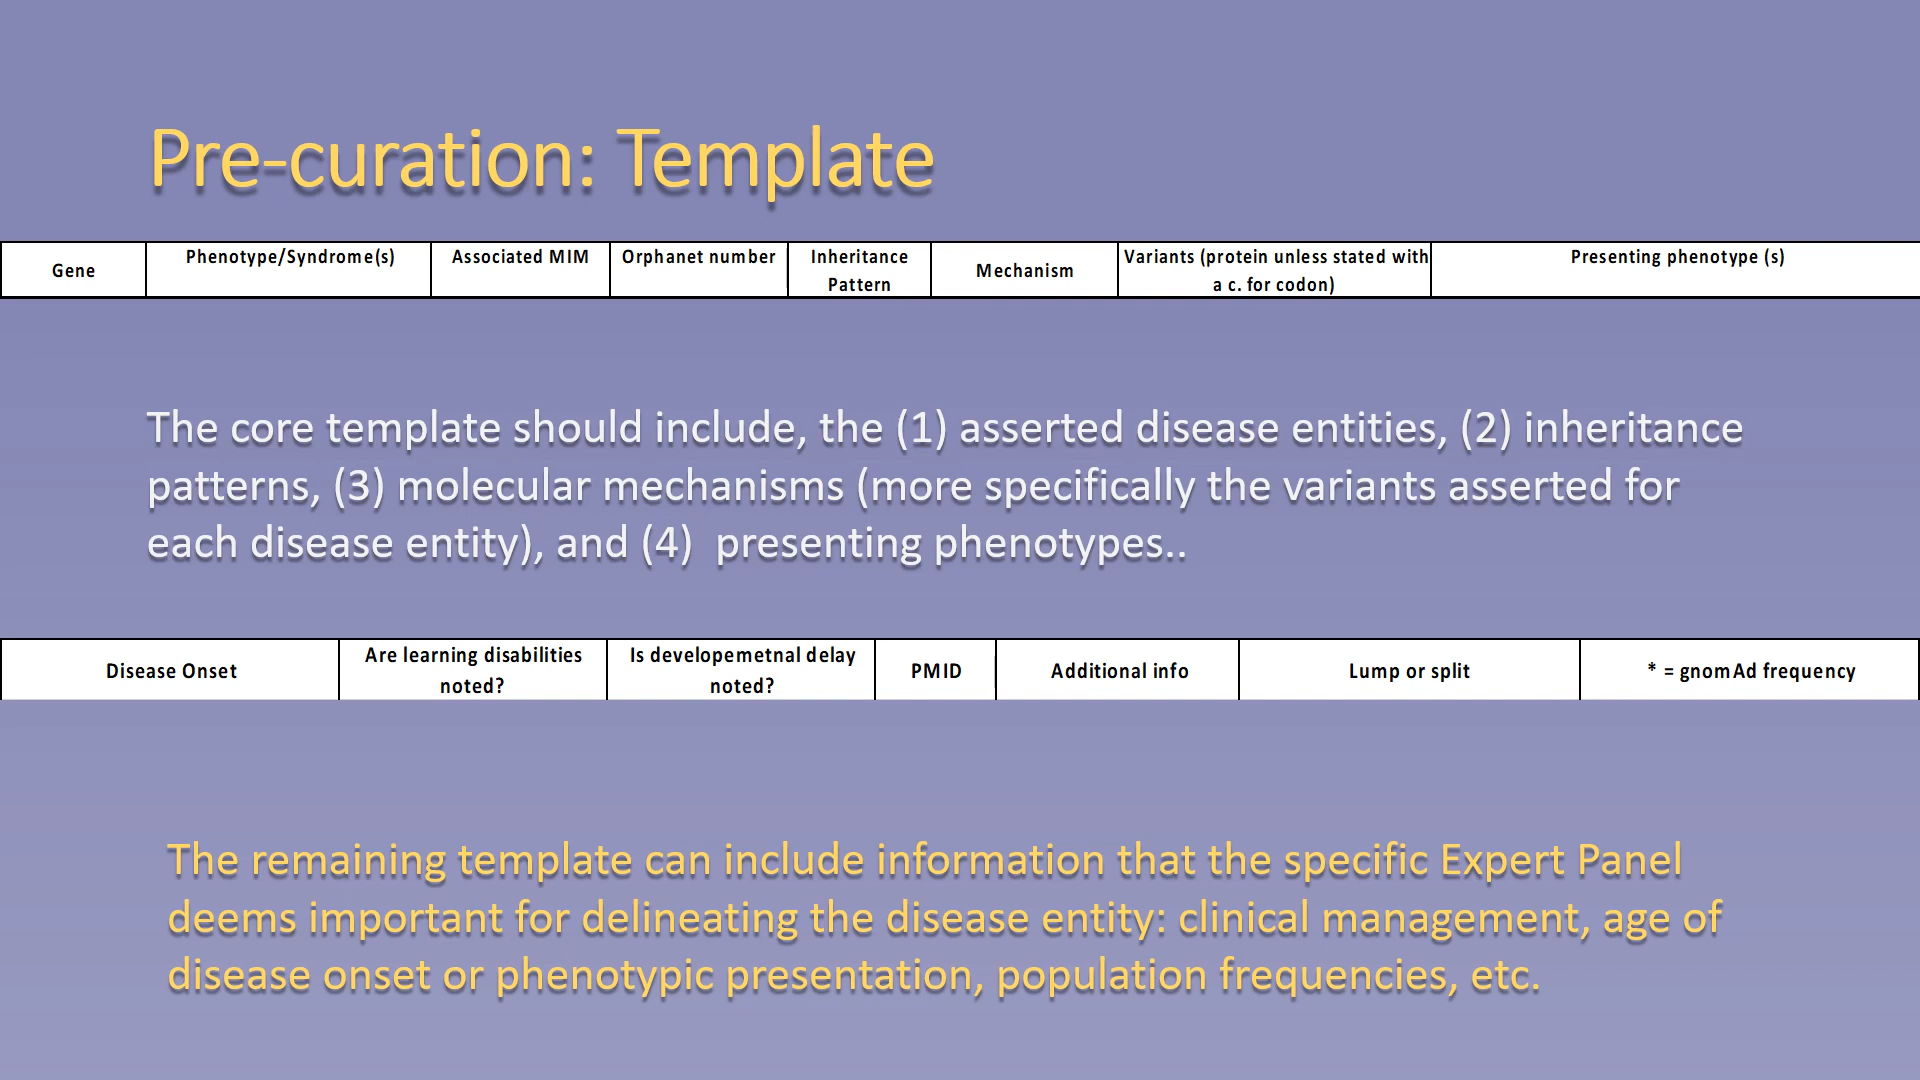 Pre-curation: Template
Gene
Phenotype/Syndrome(s)
Associated MIM
Orphanet number
Inheritance
Pattern
Mechanism
Variants (protein unless stated with
a c. for codon)
Presenting phenotype (s)
The core template should include, the (1) asserted disease entities, (2) inheritance
patterns, (3) molecular mechanisms (more specifically the variants asserted for
each disease entity), and (4) presenting phenotypes..
Disease Onset
Are learning disabilities
noted?
Is developemetnal delay
noted?
PMID
Additional info
Lump or split
* = gnomAd frequency
The remaining template can include information that the specific Expert Panel
deems important for delineating the disease entity: clinical management, age of
disease onset or phenotypic presentation, population frequencies, etc.